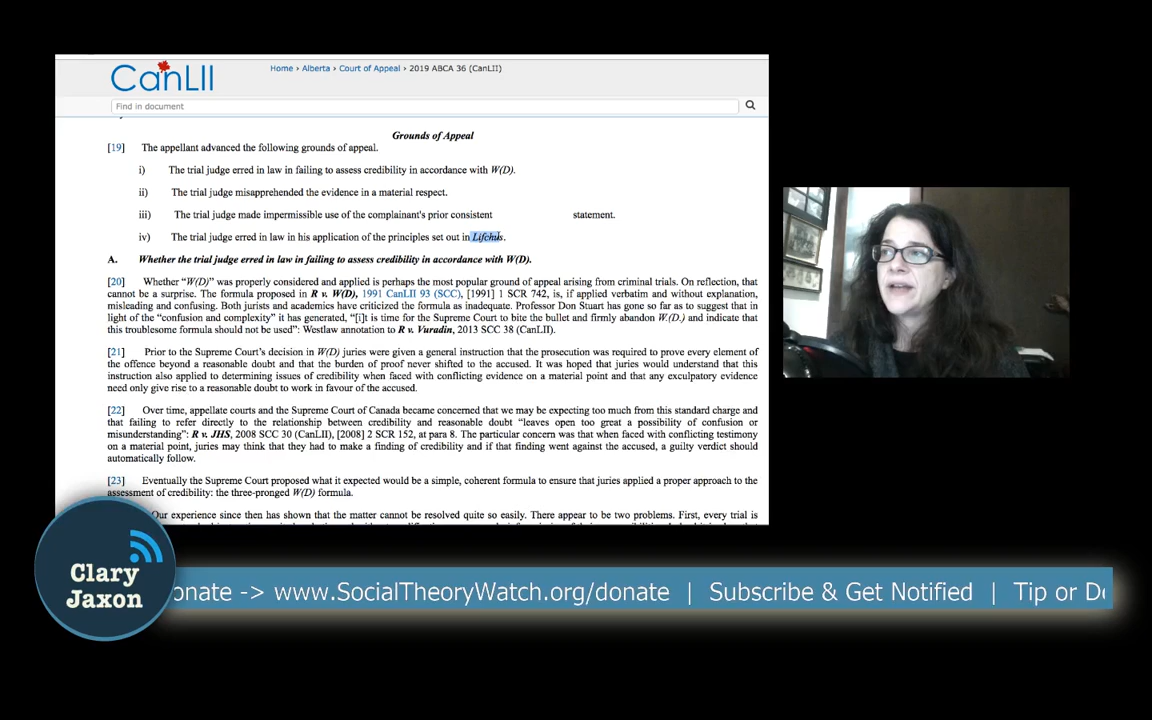 CanLII
Home › Alberta › Court of Appeal › 2019 ABCA 36 (CanLII)
Find in document
Grounds of Appeal
[19] The appellant advanced the following grounds of appeal.
i) The trial judge erred in law in failing to assess credibility in accordance with W(D).
ii) The trial judge misapprehended the evidence in a material respect.
iii) The trial judge made impermissible use of the complainant's prior consistent statement.
iv) The trial judge erred in law in his application of the principles set out in Lifchus.
A. Whether the trial judge erred in law in failing to assess credibility in accordance with W(D).
[20] Whether “W(D)” was properly considered and applied is perhaps the most popular ground of appeal arising from criminal trials. On reflection, that
cannot be a surprise. The formula proposed in R v. W(D), 1991 CanLII 93 (SCC), [1991] 1 SCR 742, is, if applied verbatim and without explanation,
misleading and confusing. Both jurists and academics have criticized the formula as inadequate. Professor Don Stuart has gone so far as to suggest that in
light of the “confusion and complexity” it has generated, “[i]t is time for the Supreme Court to bite the bullet and firmly abandon W.(D.) and indicate that
this troublesome formula should not be used”: Westlaw annotation to R v. Vuradin, 2013 SCC 38 (CanLII).
[21] Prior to the Supreme Court’s decision in W(D) juries were given a general instruction that the prosecution was required to prove every element of
the offence beyond a reasonable doubt and that the burden of proof never shifted to the accused. It was hoped that juries would understand that this
instruction also applied to determining issues of credibility when faced with conflicting evidence on a material point and that any exculpatory evidence
need only give rise to a reasonable doubt to work in favour of the accused.
[22] Over time, appellate courts and the Supreme Court of Canada became concerned that we may be expecting too much from this standard charge and
that failing to refer directly to the relationship between credibility and reasonable doubt “leaves open too great a possibility of confusion or
misunderstanding”: R v. JHS, 2008 SCC 30 (CanLII), [2008] 2 SCR 152, at para 8. The particular concern was that when faced with conflicting testimony
on a material point, juries may think that they had to make a finding of credibility and if that finding went against the accused, a guilty verdict should
automatically follow.
[23] Eventually the Supreme Court proposed what it expected would be a simple, coherent formula to ensure that juries applied a proper approach to the
assessment of credibility: the three-pronged W(D) formula.
Our experience since then has shown that the matter cannot be resolved quite so easily. There appear to be two problems. First, every trial is
Clary
Jaxon
onate -> www.SocialTheoryWatch.org/donate | Subscribe & Get Notified | Tip or D